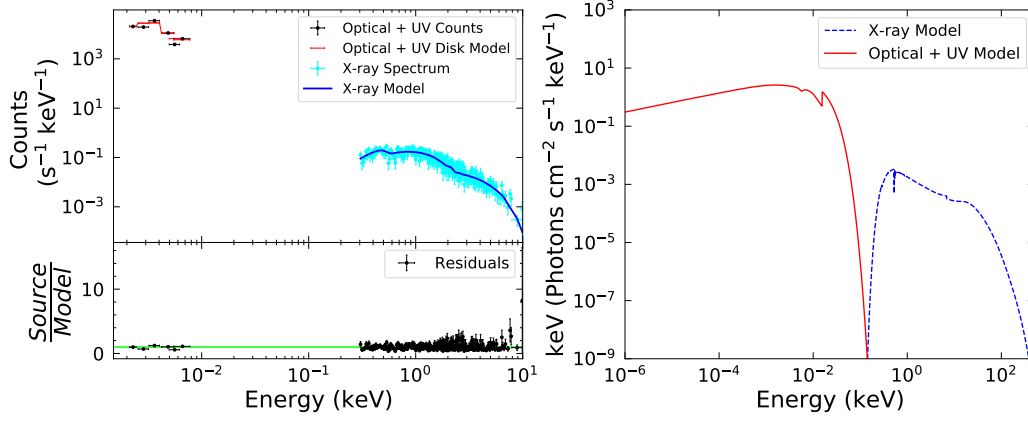 Counts
(s⁻¹ keV⁻¹)
10³
10¹
10⁻¹
10⁻³
Optical + UV Counts
Optical + UV Disk Model
X-ray Spectrum
X-ray Model
Source
Model
10
0
Residuals
10⁻² 10⁻¹ 10⁰ 10¹
Energy (keV)
keV (Photons cm⁻² s⁻¹ keV⁻¹)
10³
10¹
10⁻¹
10⁻³
10⁻⁵
10⁻⁷
10⁻⁹
X-ray Model
Optical + UV Model
10⁻⁶ 10⁻⁴ 10⁻² 10⁰ 10²
Energy (keV)